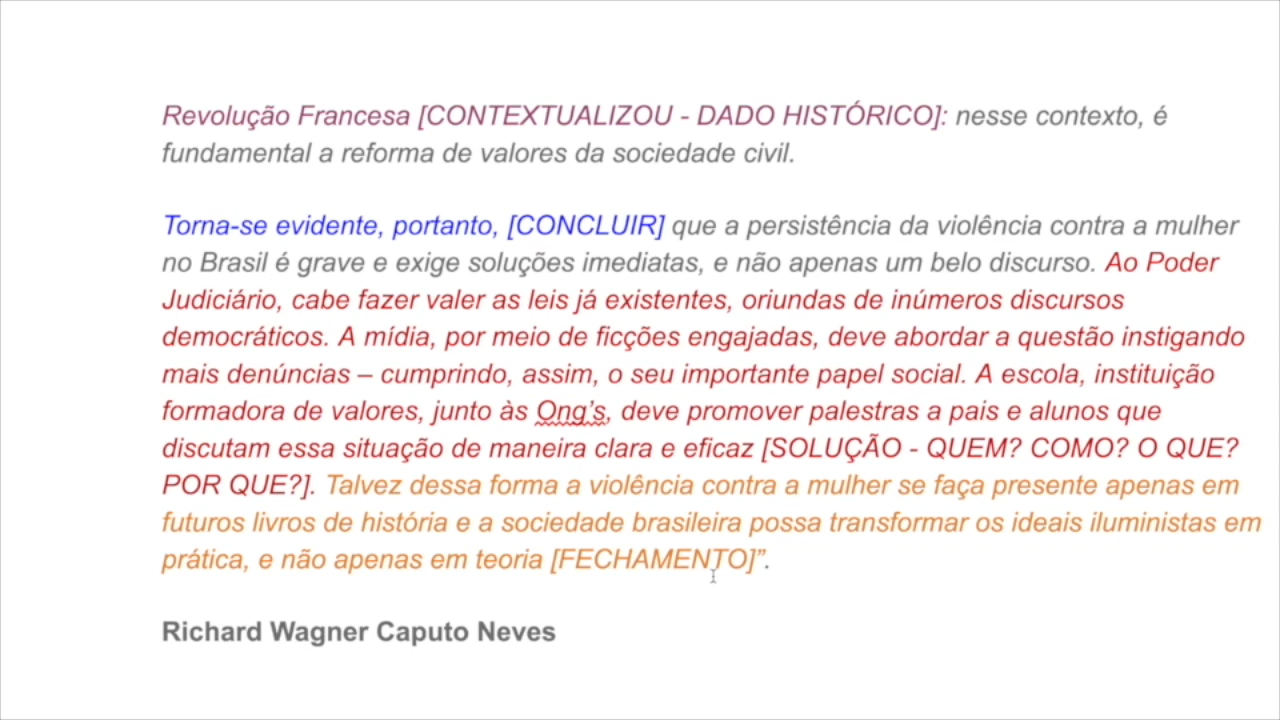 Revolução Francesa [CONTEXTUALIZOU - DADO HISTÓRICO]: nesse contexto, é
fundamental a reforma de valores da sociedade civil.
Torna-se evidente, portanto, [CONCLUIR] que a persistência da violência contra a mulher
no Brasil é grave e exige soluções imediatas, e não apenas um belo discurso. Ao Poder
Judiciário, cabe fazer valer as leis já existentes, oriundas de inúmeros discursos
democráticos. A mídia, por meio de ficções engajadas, deve abordar a questão instigando
mais denúncias – cumprindo, assim, o seu importante papel social. A escola, instituição
formadora de valores, junto às Ong’s, deve promover palestras a pais e alunos que
discutam essa situação de maneira clara e eficaz [SOLUÇÃO - QUEM? COMO? O QUE?
POR QUE?]. Talvez dessa forma a violência contra a mulher se faça presente apenas em
futuros livros de história e a sociedade brasileira possa transformar os ideais iluministas em
prática, e não apenas em teoria [FECHAMENTO]”.
Richard Wagner Caputo Neves